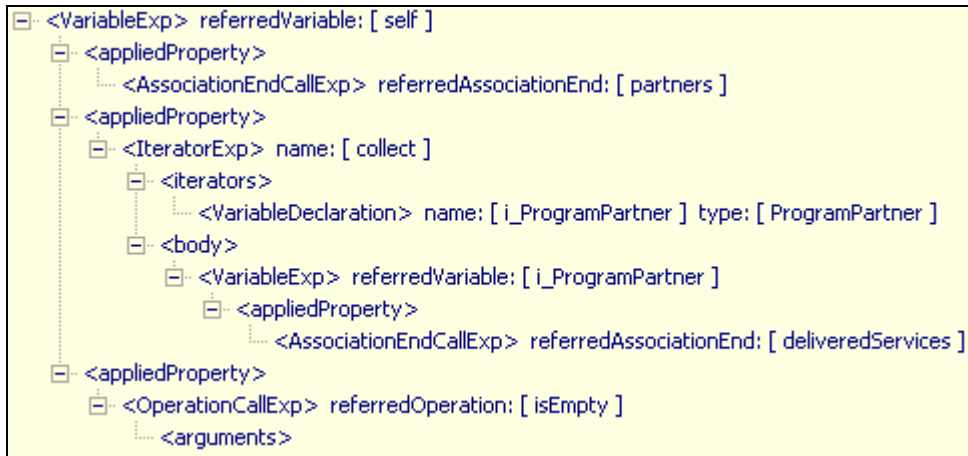 <VariableExp> referredVariable: [ self ]
<appliedProperty>
<AssociationEndCallExp> referredAssociationEnd: [ partners ]
<appliedProperty>
<IteratorExp> name: [ collect ]
<iterators>
<VariableDeclaration> name: [ i_ProgramPartner ] type: [ ProgramPartner ]
<body>
<VariableExp> referredVariable: [ i_ProgramPartner ]
<appliedProperty>
<AssociationEndCallExp> referredAssociationEnd: [ deliveredServices ]
<appliedProperty>
<OperationCallExp> referredOperation: [ isEmpty ]
<arguments>